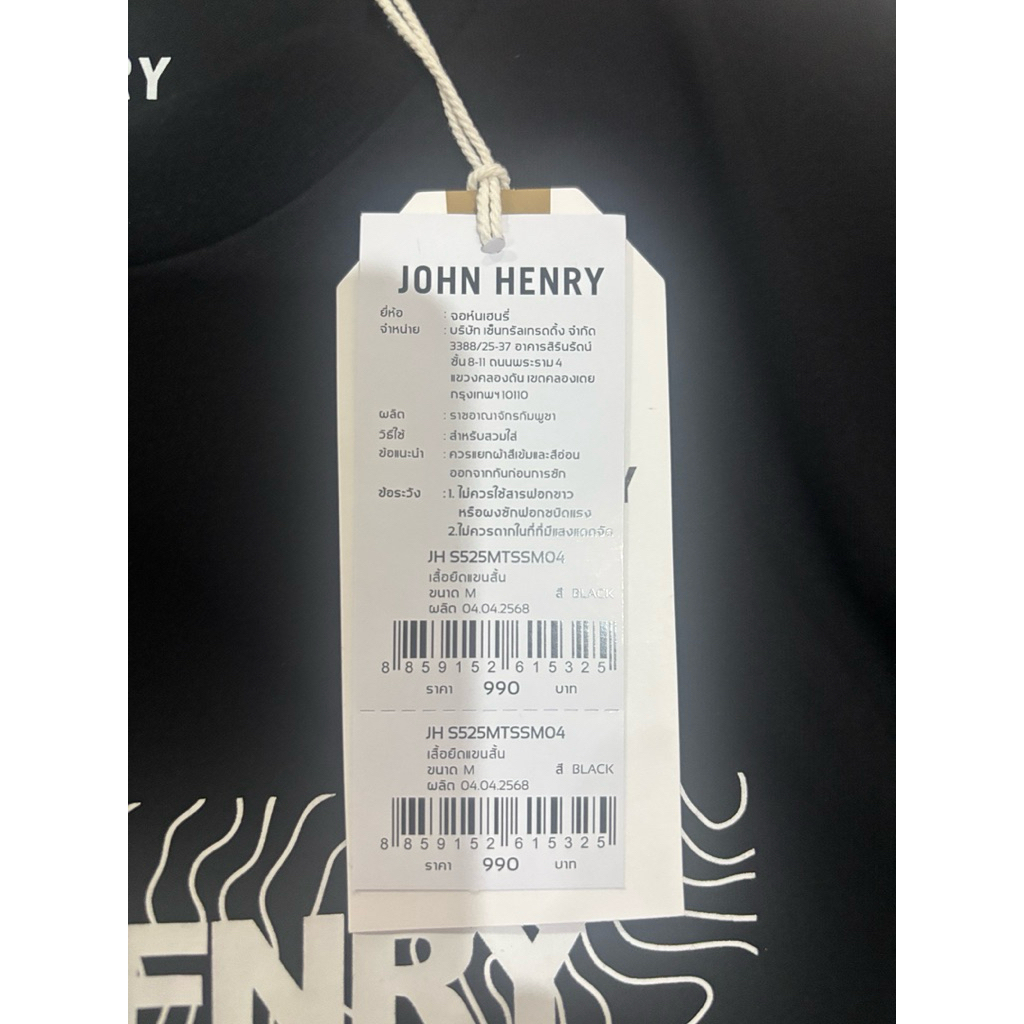 RY
JOHN HENRY
ยี่ห้อ : จอห์นเฮนรี่
จำหน่าย : บริษัท เซ็นทรัลเทรดดิ้ง จำกัด
3388/25-37 อาคารสิรินรัตน์
ชั้น 8-11 ถนนพระราม 4
แขวงคลองตัน เขตคลองเตย
กรุงเทพฯ 10110
ผลิต : ราชอาณาจักรกัมพูชา
วิธีใช้ : สำหรับสวมใส่
ข้อแนะนำ : ควรแยกผ้าสีเข้มและสีอ่อน
ออกจากกันก่อนการซัก
ข้อระวัง : 1. ไม่ควรใช้สารฟอกขาว
หรือผงซักฟอกชนิดแรง
2.ไม่ควรตากในที่ที่มีแสงแดดจัด
Y
JH S525MTSSM04
เสื้อยืดแขนสั้น
ขนาด M สี BLACK
ผลิต 04.04.2568
8 859152 615325
ราคา 990 บาท
JH S525MTSSM04
เสื้อยืดแขนสั้น
ขนาด M สี BLACK
ผลิต 04.04.2568
8 859152 615325
ราคา 990 บาท
ENRY